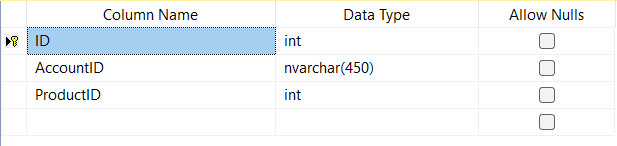 Column Name Data Type Allow Nulls
ID int
AccountID nvarchar(450)
ProductID int